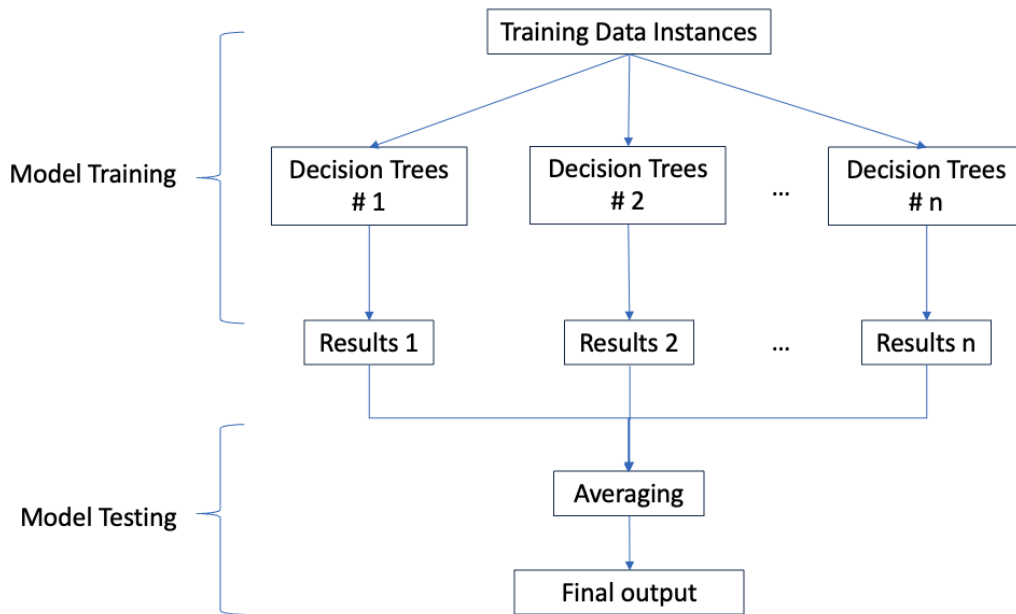 Training Data Instances
Model Training
Decision Trees
# 1
Decision Trees
# 2
...
Decision Trees
# n
Results 1
Results 2
...
Results n
Model Testing
Averaging
Final output